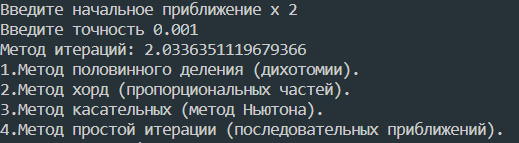 Введите начальное приближение x 2
Введите точность 0.001
Метод итераций: 2.0336351119679366
1.Метод половинного деления (дихотомии).
2.Метод хорд (пропорциональных частей).
3.Метод касательных (метод Ньютона).
4.Метод простой итерации (последовательных приближений).